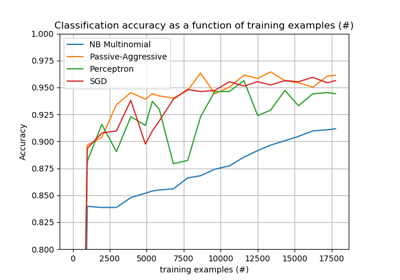 Classification accuracy as a function of training examples (#)
1.000
0.975
0.950
0.925
0.900
0.875
0.850
0.825
0.800
Accuracy
NB Multinomial
Passive-Aggressive
Perceptron
SGD
0 2500 5000 7500 10000 12500 15000 17500
training examples (#)